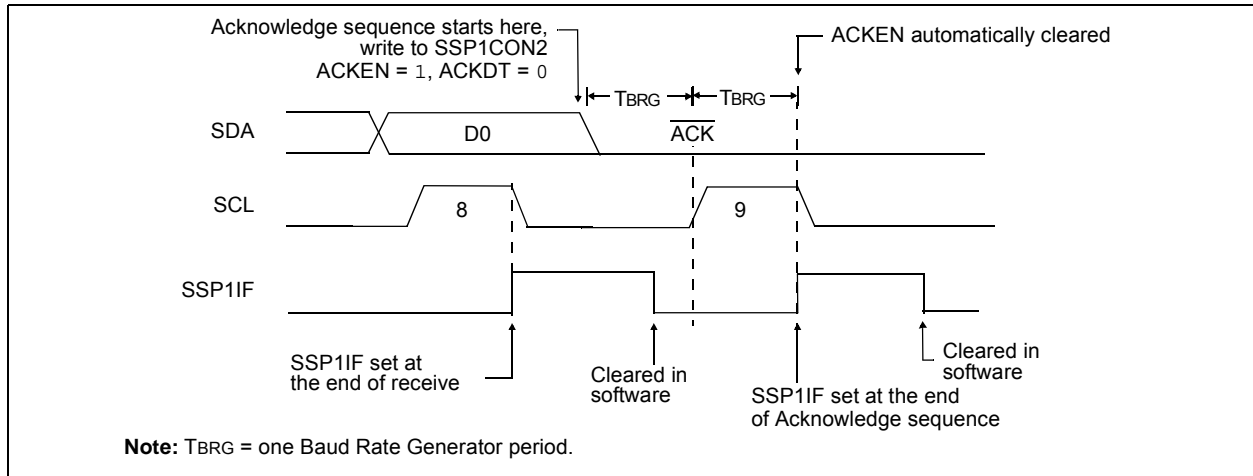 Acknowledge sequence starts here,
write to SSP1CON2
ACKEN = 1, ACKDT = 0
ACKEN automatically cleared
TBRG
TBRG
SDA
D0
ACK
SCL
8
9
SSP1IF
SSP1IF set at
the end of receive
Cleared in
software
SSP1IF set at the end
of Acknowledge sequence
Cleared in
software
Note: TBRG = one Baud Rate Generator period.